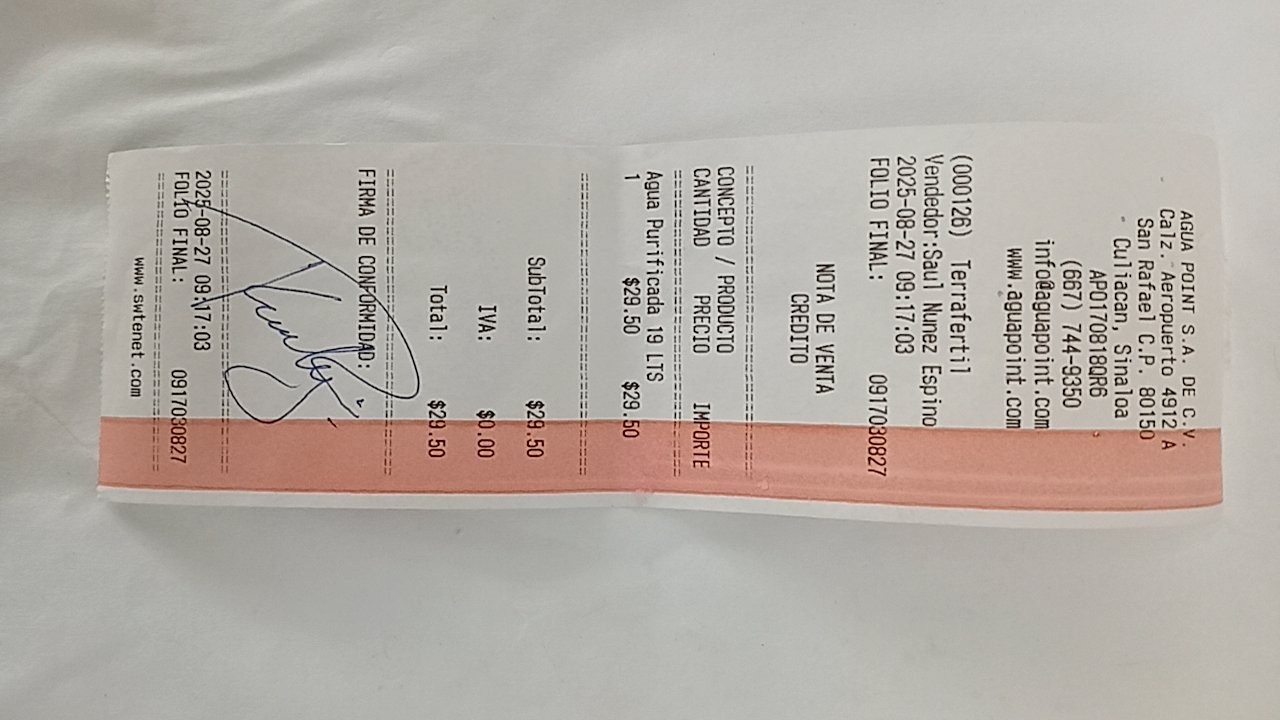 AGUA POINT S.A. DE C.V.
Calz. Aeropuerto 4912 A
San Rafael C.P. 80150
Culiacan, Sinaloa
APO170818QR6
(667) 744-9350
info@aguapoint.com
www.aguapoint.com
(000126) Terrafertil
Vendedor:Saul Nunez Espino
2025-08-27 09:17:03
FOLIO FINAL: 0917030827
NOTA DE VENTA
CREDITO
CONCEPTO / PRODUCTO
CANTIDAD PRECIO IMPORTE
Agua Purificada 19 LTS
1 $29.50 $29.50
SubTotal: $29.50
IVA: $0.00
Total: $29.50
FIRMA DE CONFORMIDAD:
2025-08-27 09:17:03
FOLIO FINAL: 0917030827
www.swtenet.com